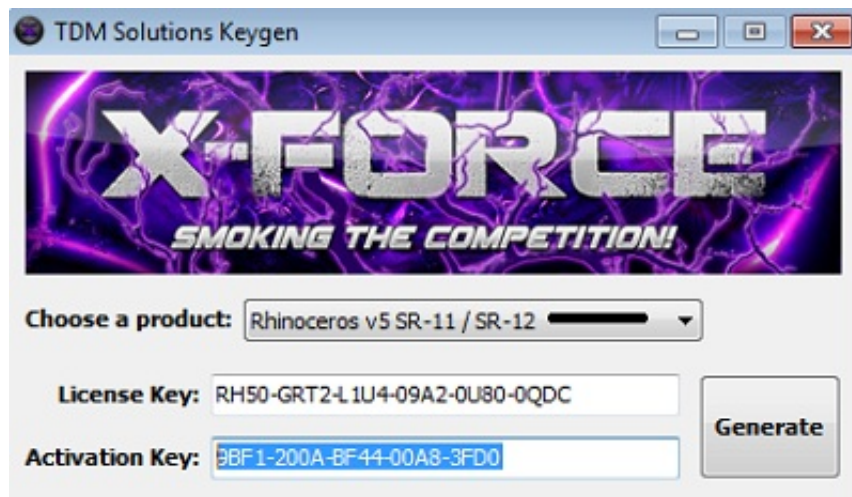 TDM Solutions Keygen
X-FORCE
SMOKING THE COMPETITION!
Choose a product: Rhinoceros v5 SR-11 / SR-12
License Key: RH50-GRT2-L1U4-09A2-0U80-0QDC
Generate
Activation Key: 9BF1-200A-BF44-00A8-3FD0